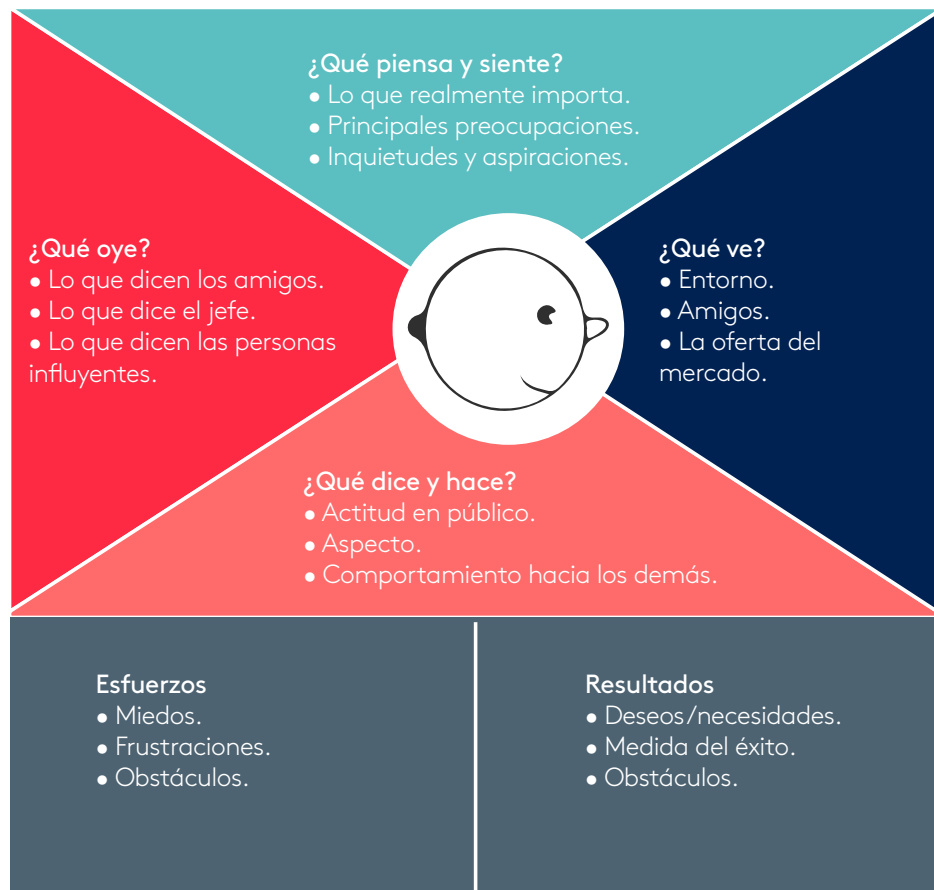 ¿Qué piensa y siente?
• Lo que realmente importa.
• Principales preocupaciones.
• Inquietudes y aspiraciones.
¿Qué oye?
• Lo que dicen los amigos.
• Lo que dice el jefe.
• Lo que dicen las personas
influyentes.
¿Qué ve?
• Entorno.
• Amigos.
• La oferta del
mercado.
¿Qué dice y hace?
• Actitud en público.
• Aspecto.
• Comportamiento hacia los demás.
Esfuerzos
• Miedos.
• Frustraciones.
• Obstáculos.
Resultados
• Deseos/necesidades.
• Medida del éxito.
• Obstáculos.